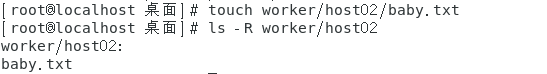 [root@localhost 桌面]# touch worker/host02/baby.txt
[root@localhost 桌面]# ls -R worker/host02
worker/host02:
baby.txt